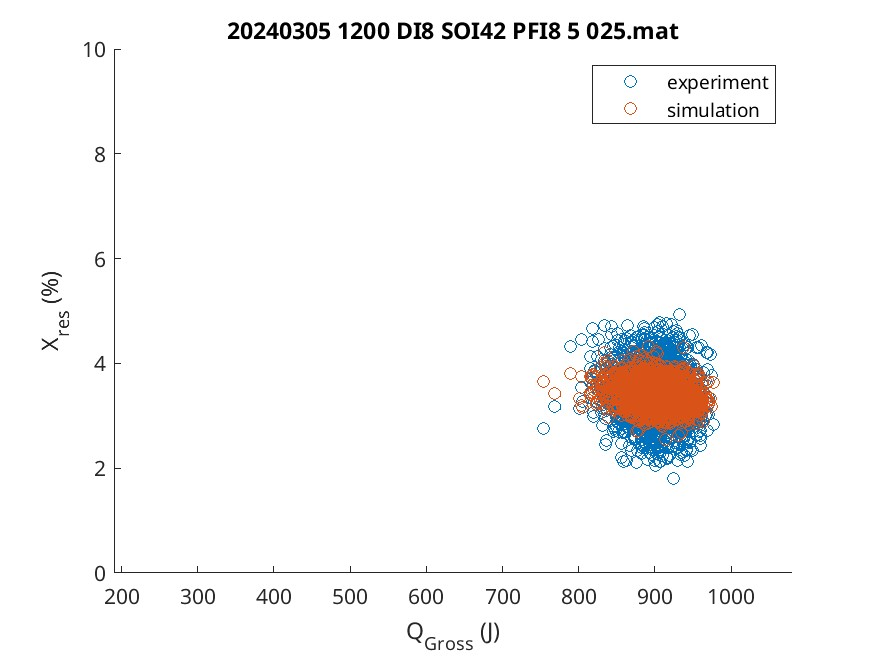 20240305 1200 DI8 SOI42 PFI8 5 025.mat
experiment
simulation
10
8
6
4
2
0
X_res (%)
200 300 400 500 600 700 800 900 1000
Q_Gross (J)